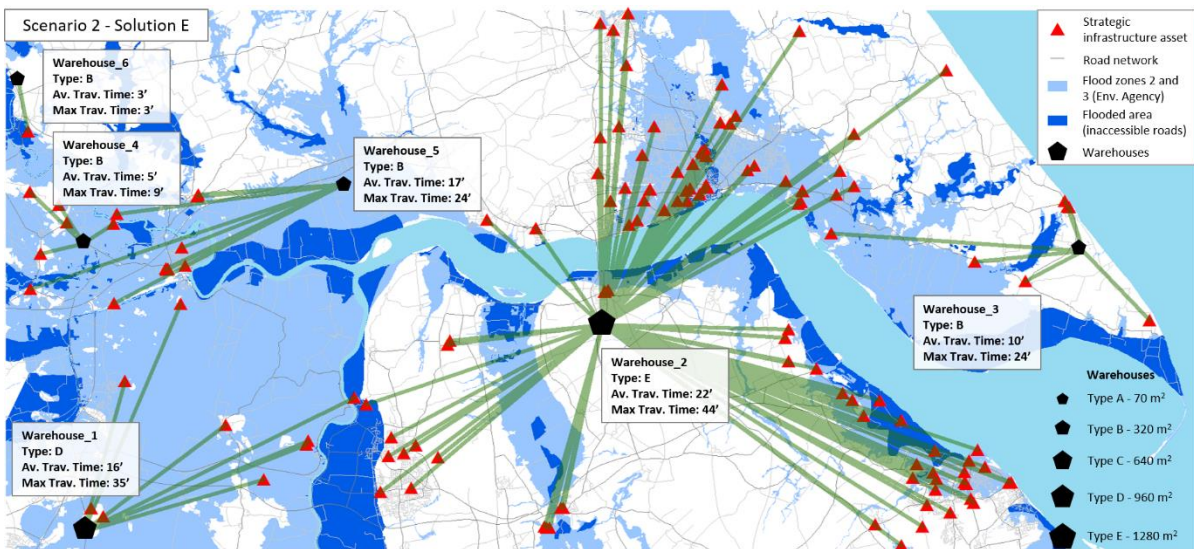 Scenario 2 - Solution E
Warehouse_6
Type: B
Av. Trav. Time: 3’
Max Trav. Time: 3’
Warehouse_4
Type: B
Av. Trav. Time: 5’
Max Trav. Time: 9’
Warehouse_5
Type: B
Av. Trav. Time: 17’
Max Trav. Time: 24’
Warehouse_1
Type: D
Av. Trav. Time: 16’
Max Trav. Time: 35’
Warehouse_2
Type: E
Av. Trav. Time: 22’
Max Trav. Time: 44’
Warehouse_3
Type: B
Av. Trav. Time: 10’
Max Trav. Time: 24’
Strategic
infrastructure asset
Road network
Flood zones 2 and
3 (Env. Agency)
Flooded area
(inaccessible roads)
Warehouses
Warehouses
Type A - 70 m²
Type B - 320 m²
Type C - 640 m²
Type D - 960 m²
Type E - 1280 m²